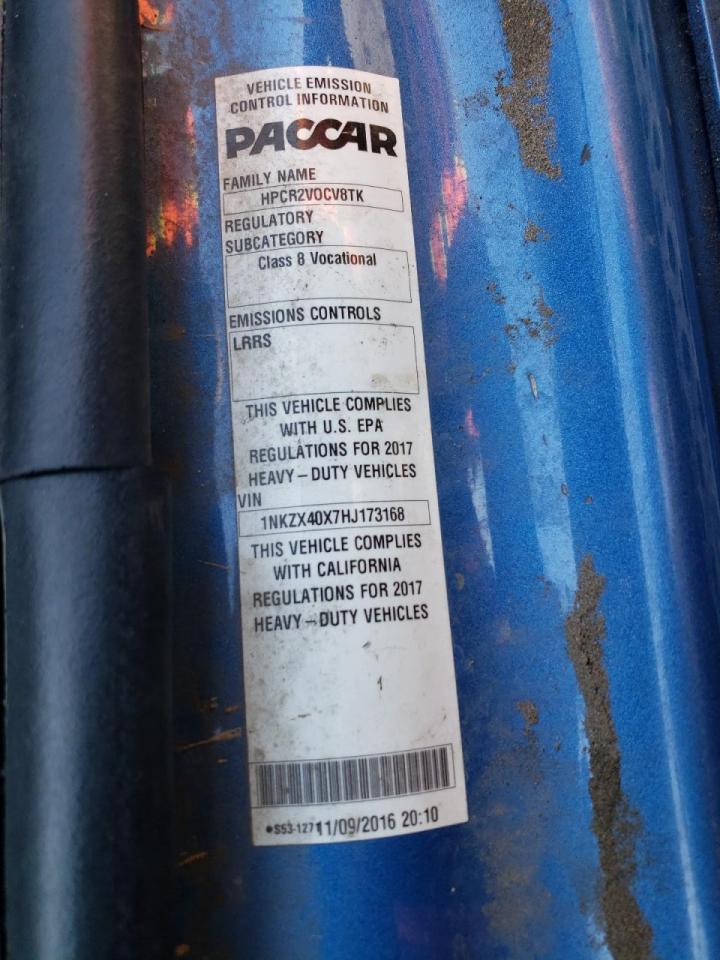 VEHICLE EMISSION
CONTROL INFORMATION
PACCAR
FAMILY NAME
HPCR2VOCV8TK
REGULATORY
SUBCATEGORY
Class 8 Vocational
EMISSIONS CONTROLS
LRRS
THIS VEHICLE COMPLIES
WITH U.S. EPA
REGULATIONS FOR 2017
HEAVY-DUTY VEHICLES
VIN
1NKZX40X7HJ173168
THIS VEHICLE COMPLIES
WITH CALIFORNIA
REGULATIONS FOR 2017
HEAVY-DUTY VEHICLES
11/09/2016 20:10